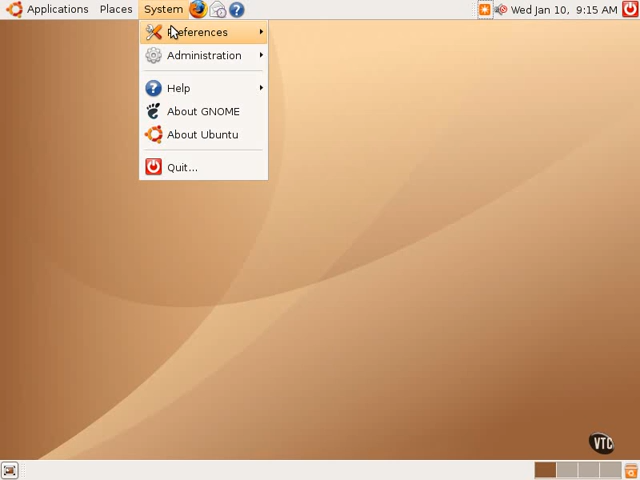 Applications Places System Wed Jan 10, 9:15 AM
Preferences
Administration
Help
About GNOME
About Ubuntu
Quit...
VTC